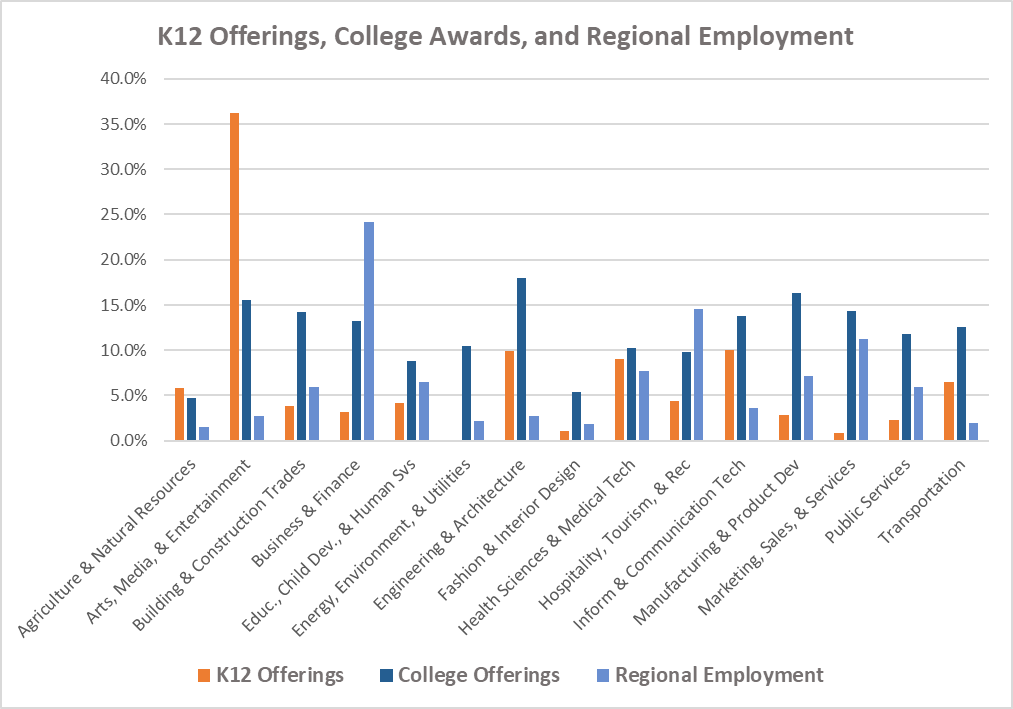 K12 Offerings, College Awards, and Regional Employment
40.0%
35.0%
30.0%
25.0%
20.0%
15.0%
10.0%
5.0%
0.0%
Agriculture & Natural Resources
Arts, Media, & Entertainment
Building & Construction Trades
Business & Finance
Educ., Child Dev., & Human Svs
Energy, Environment, & Utilities
Engineering & Architecture
Fashion & Interior Design
Health Sciences & Medical Tech
Hospitality, Tourism, & Rec
Inform & Communication Tech
Manufacturing & Product Dev
Marketing, Sales, & Services
Public Services
Transportation
K12 Offerings College Offerings Regional Employment